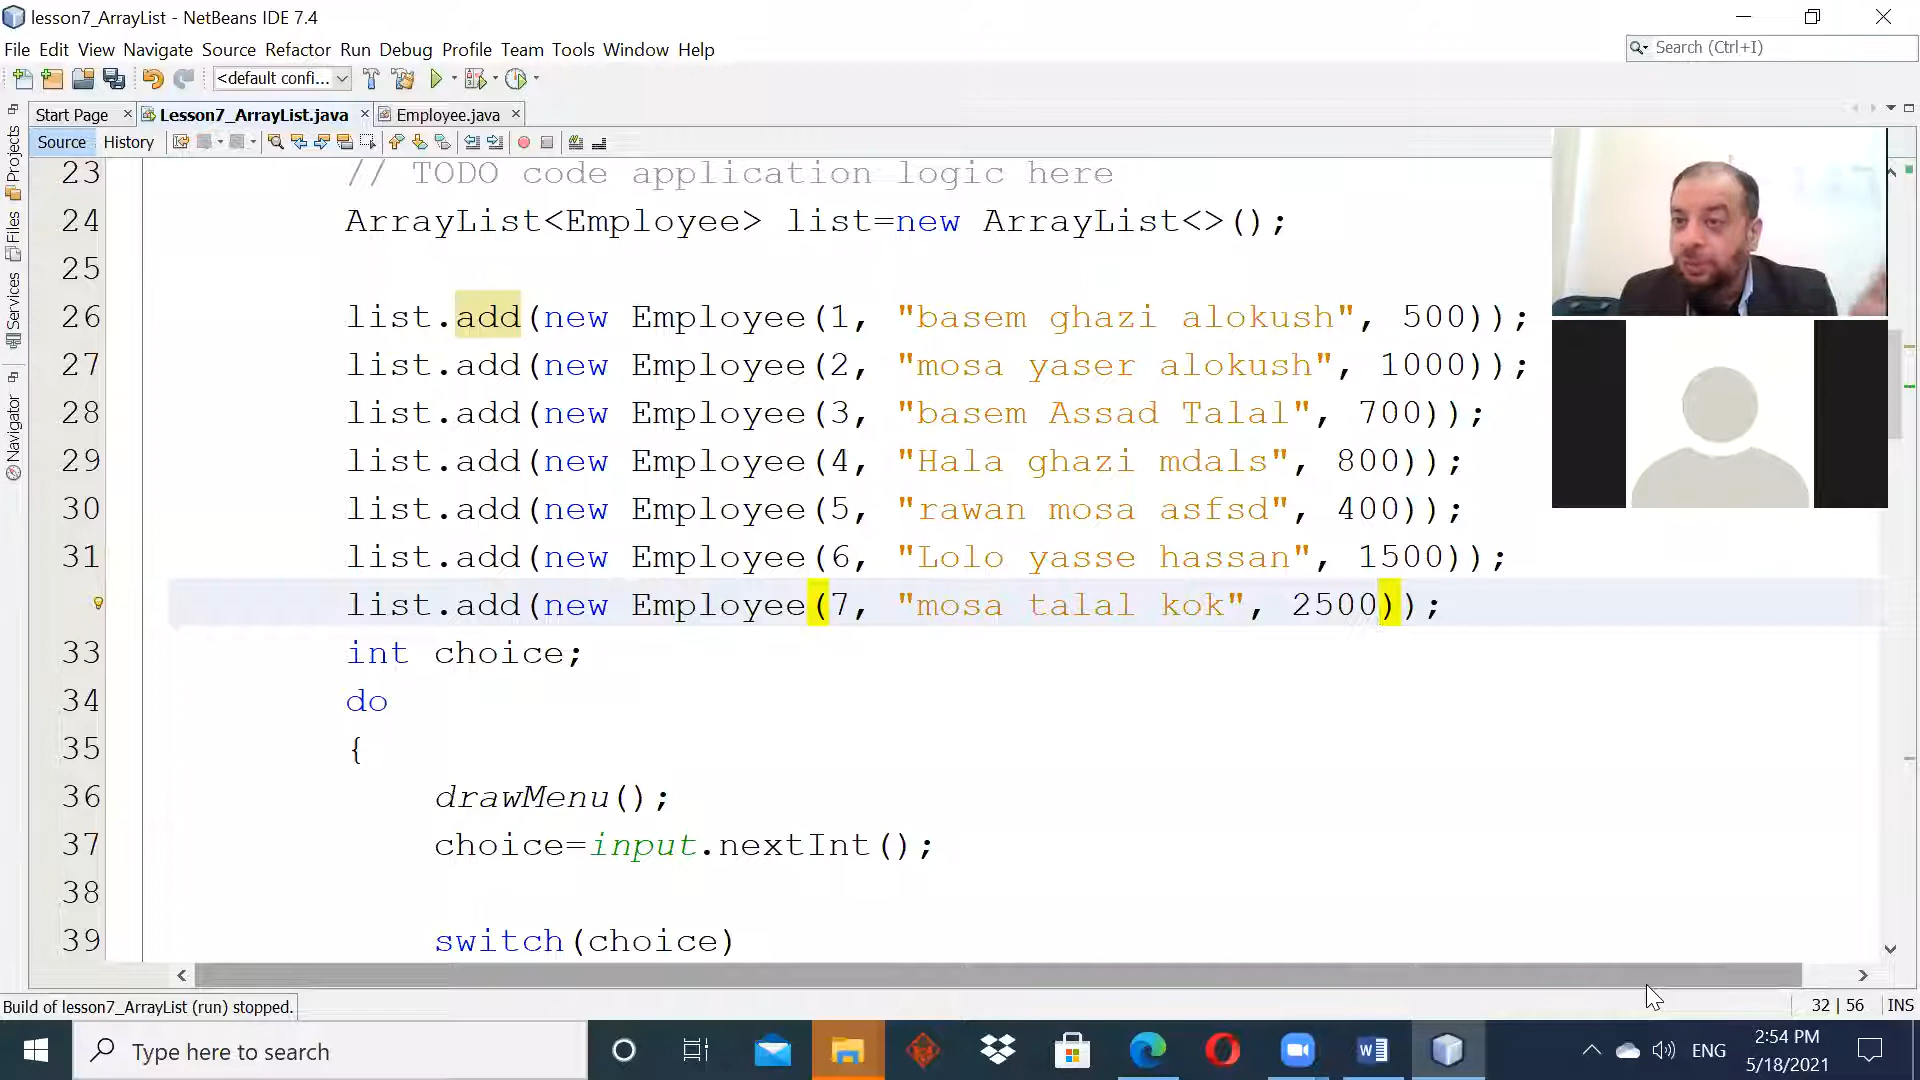 lesson7_ArrayList - NetBeans IDE 7.4
File Edit View Navigate Source Refactor Run Debug Profile Team Tools Window Help
Search (Ctrl+I)
<default confi...
Start Page Lesson7_ArrayList.java Employee.java
Source History
Projects
Files
Services
Navigator
23 // TODO code application logic here
24 ArrayList<Employee> list=new ArrayList<>();
25
26 list.add(new Employee(1, "basem ghazi alokush", 500));
27 list.add(new Employee(2, "mosa yaser alokush", 1000));
28 list.add(new Employee(3, "basem Assad Talal", 700));
29 list.add(new Employee(4, "Hala ghazi mdals", 800));
30 list.add(new Employee(5, "rawan mosa asfsd", 400));
31 list.add(new Employee(6, "Lolo yasse hassan", 1500));
list.add(new Employee(7, "mosa talal kok", 2500));
33 int choice;
34 do
35 {
36 drawMenu();
37 choice=input.nextInt();
38
39 switch(choice)
Build of lesson7_ArrayList (run) stopped.
32 | 56 INS
Type here to search
ENG
2:54 PM
5/18/2021